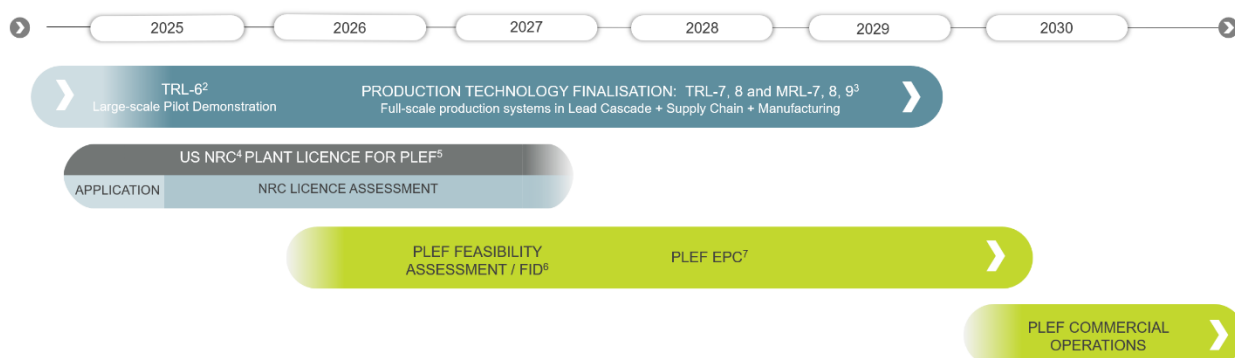 2025 2026 2027 2028 2029 2030
TRL-6²
Large-scale Pilot Demonstration
PRODUCTION TECHNOLOGY FINALISATION: TRL-7, 8 and MRL-7, 8, 9³
Full-scale production systems in Lead Cascade + Supply Chain + Manufacturing
US NRC⁴ PLANT LICENCE FOR PLEF⁵
APPLICATION
NRC LICENCE ASSESSMENT
PLEF FEASIBILITY
ASSESSMENT / FID⁶
PLEF EPC⁷
PLEF COMMERCIAL
OPERATIONS